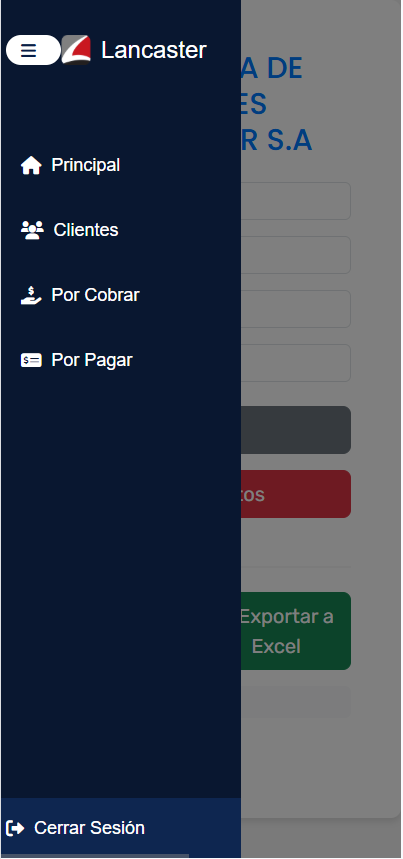 Lancaster
A DE
ES
R S.A
Principal
Clientes
Por Cobrar
Por Pagar
tos
Exportar a
Excel
Cerrar Sesión